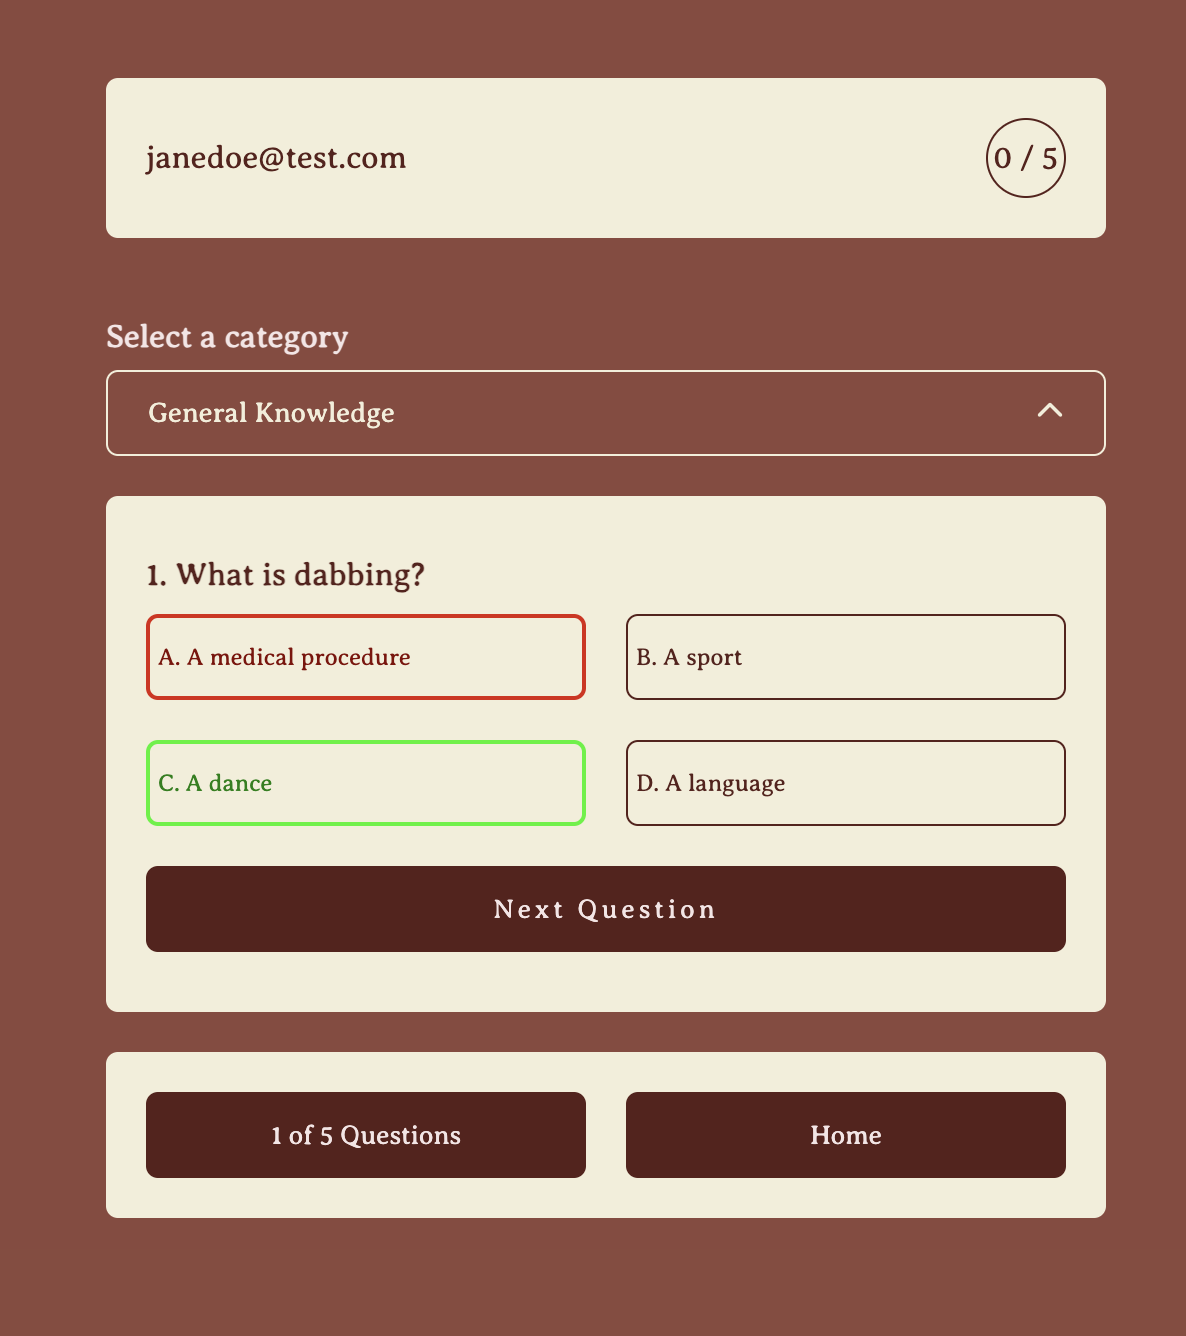 janedoe@test.com
0 / 5
Select a category
General Knowledge
1. What is dabbing?
A. A medical procedure
B. A sport
C. A dance
D. A language
Next Question
1 of 5 Questions
Home